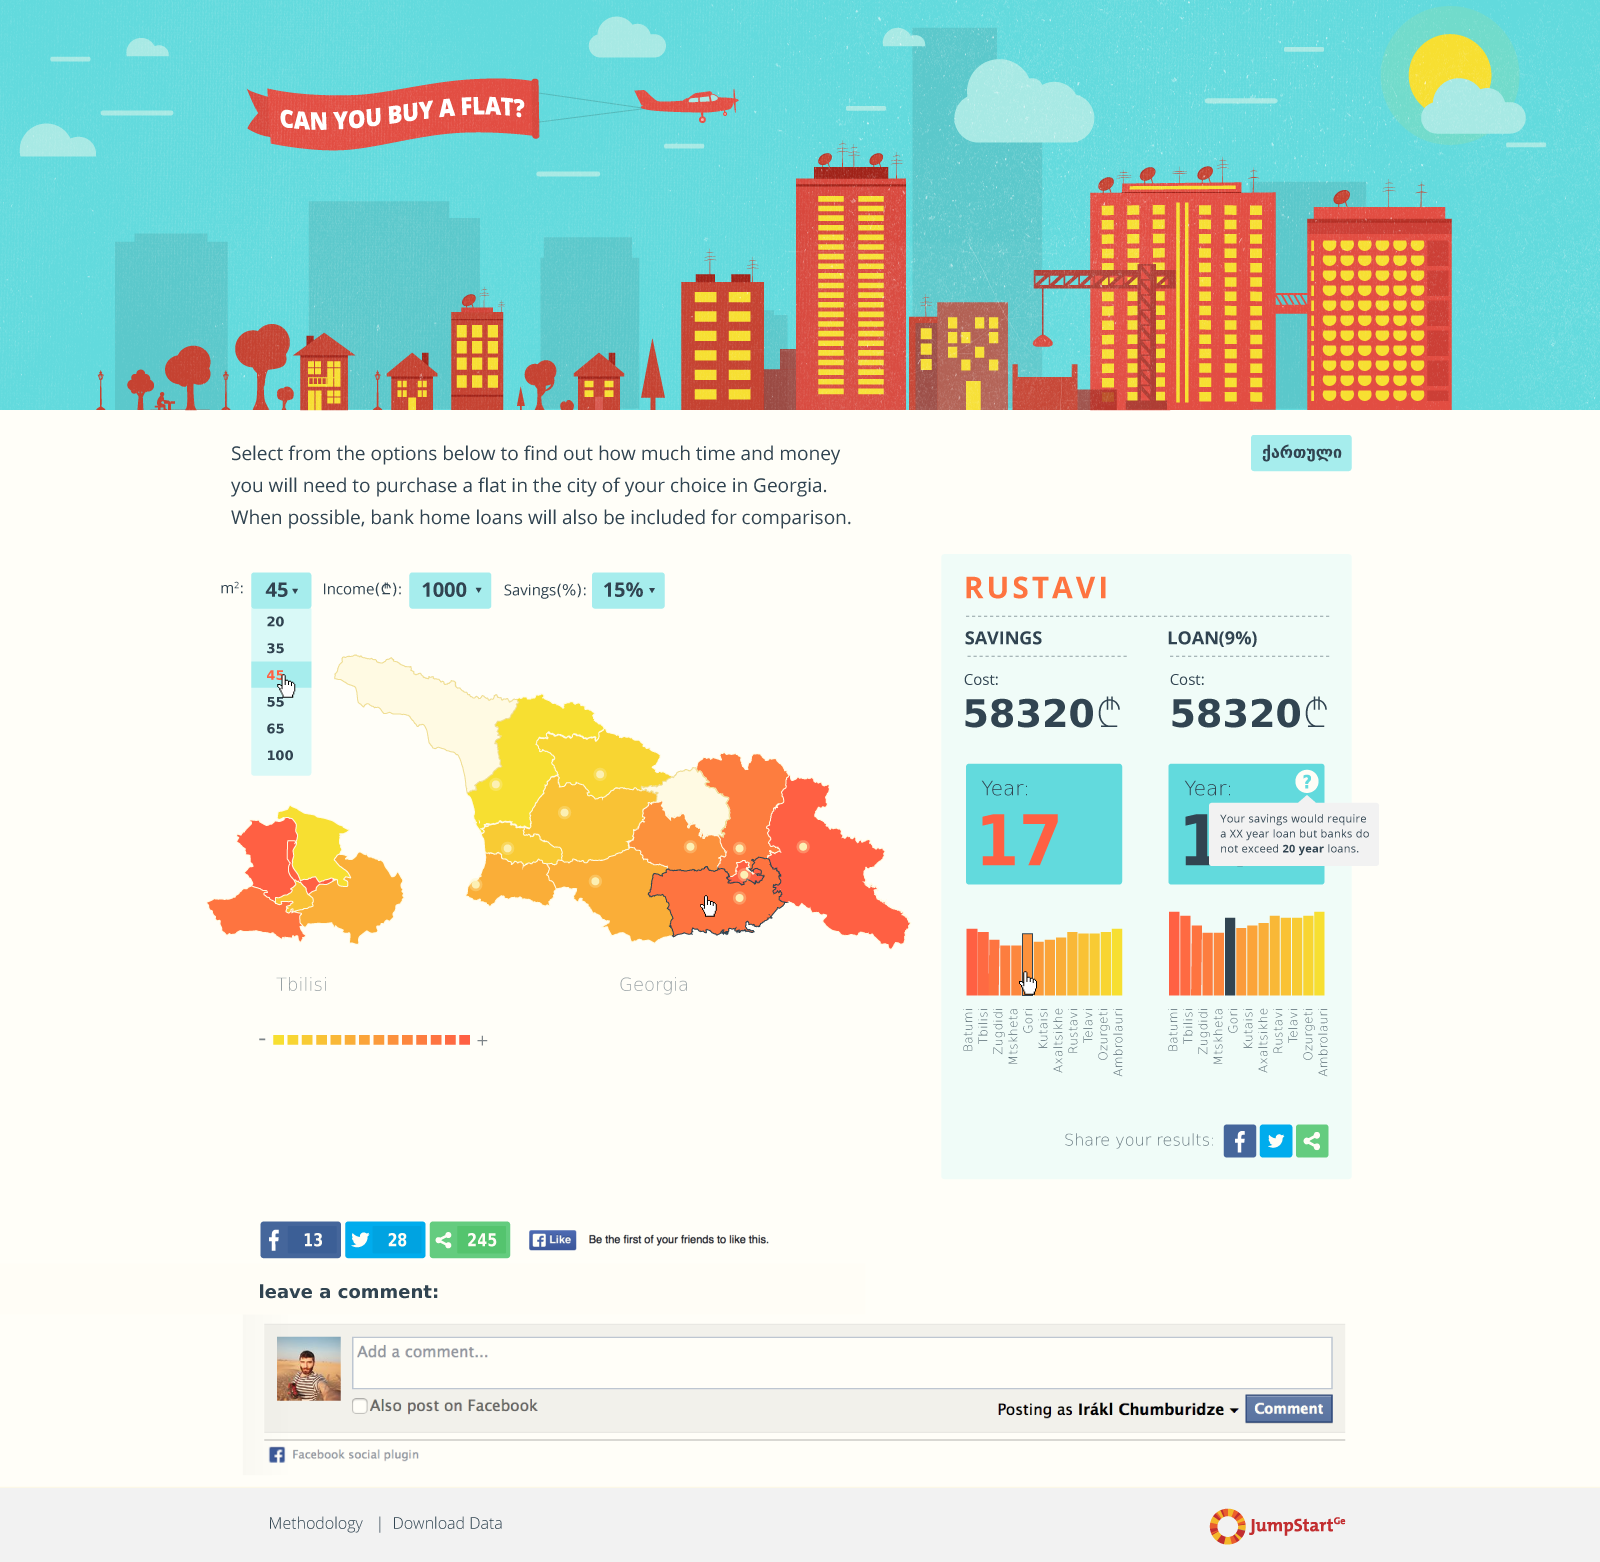 CAN YOU BUY A FLAT?
Select from the options below to find out how much time and money
you will need to purchase a flat in the city of your choice in Georgia.
When possible, bank home loans will also be included for comparison.
ქართული
m²: 45 Income(₾): 1000 Savings(%): 15%
20
35
45
55
65
100
Tbilisi
Georgia
- +
RUSTAVI
SAVINGS
Cost:
58320₾
Year:
17
LOAN(9%)
Cost:
58320₾
Year:
?
Your savings would require
a XX year loan but banks do
not exceed 20 year loans.
Batumi
Tbilisi
Zugdidi
Mtskheta
Gori
Kutaisi
Axaltsikhe
Rustavi
Telavi
Ozurgeti
Ambrolauri
Batumi
Tbilisi
Zugdidi
Mtskheta
Gori
Kutaisi
Axaltsikhe
Rustavi
Telavi
Ozurgeti
Ambrolauri
Share your results:
13 28 245 Like Be the first of your friends to like this.
leave a comment:
Add a comment...
Also post on Facebook
Posting as Irákl Chumburidze Comment
Facebook social plugin
Methodology | Download Data
JumpStart Ge